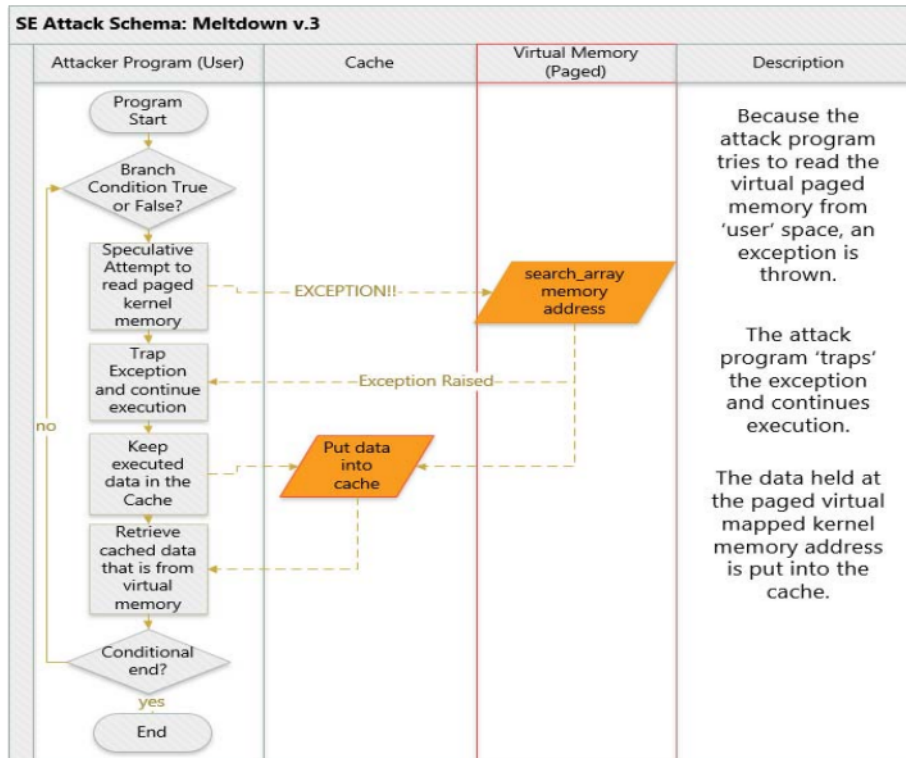 SE Attack Schema: Meltdown v.3
Attacker Program (User)
Cache
Virtual Memory
(Paged)
Description
Program
Start
Branch
Condition True
or False?
Speculative
Attempt to
read paged
kernel
memory
EXCEPTION!!
search_array
memory
address
Trap
Exception
and continue
execution
Exception Raised
no
Keep
executed
data in the
Cache
Put data
into
cache
Retrieve
cached data
that is from
virtual
memory
Conditional
end?
yes
End
Because the
attack program
tries to read the
virtual paged
memory from
‘user’ space, an
exception is
thrown.
The attack
program ‘traps’
the exception
and continues
execution.
The data held at
the paged virtual
mapped kernel
memory address
is put into the
cache.